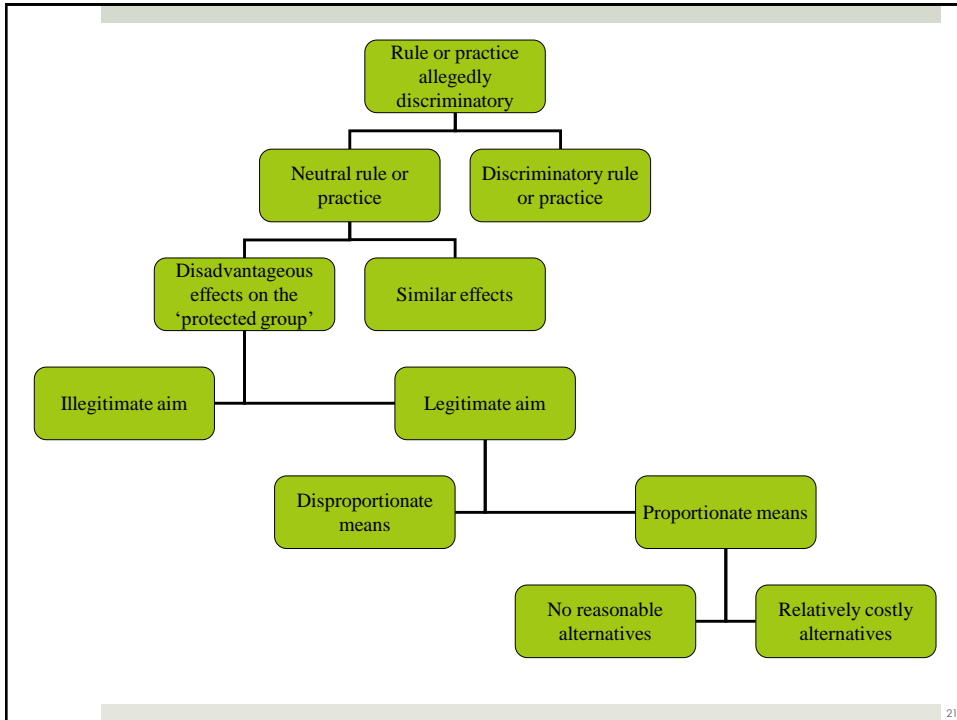 Rule or practice
allegedly
discriminatory
Neutral rule or
practice
Discriminatory rule
or practice
Disadvantageous
effects on the
‘protected group’
Similar effects
Illegitimate aim
Legitimate aim
Disproportionate
means
Proportionate means
No reasonable
alternatives
Relatively costly
alternatives
21